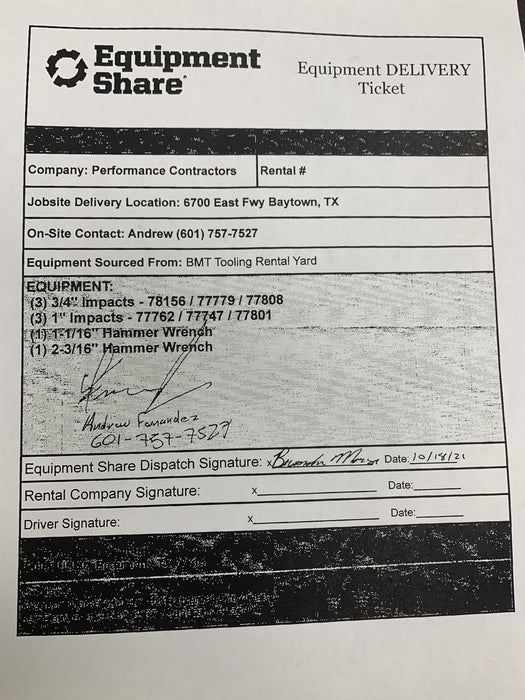 Equipment
Share
Equipment DELIVERY
Ticket
Company: Performance Contractors
Rental #
Jobsite Delivery Location: 6700 East Fwy Baytown, TX
On-Site Contact: Andrew (601) 757-7527
Equipment Sourced From: BMT Tooling Rental Yard
EQUIPMENT:
(3) 3/4" Impacts - 78156 / 77779 / 77808
(3) 1" Impacts - 77762 / 77747 / 77801
(1) 1-1/16" Hammer Wrench
(1) 2-3/16" Hammer Wrench
Andrew Fernandez
601-757-7527
Equipment Share Dispatch Signature: x Date: 10/18/21
Rental Company Signature: x Date:
Driver Signature: x Date: